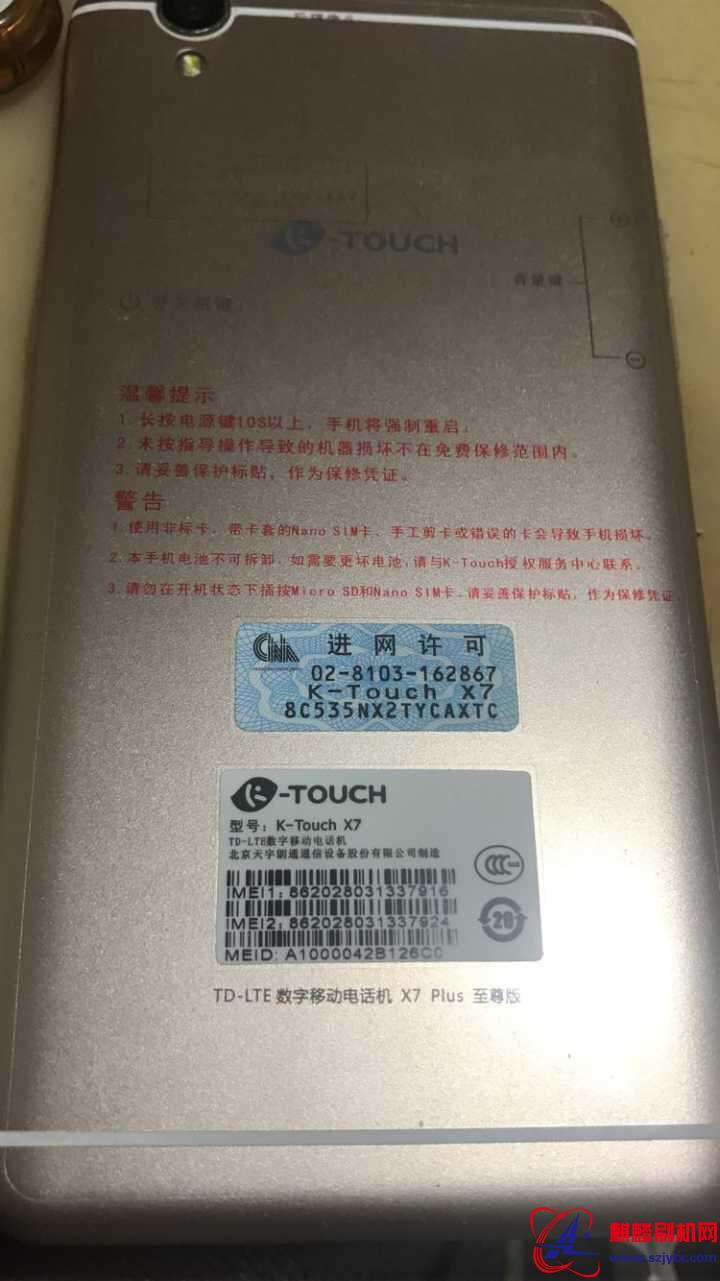 K-TOUCH
音量键
开关机键
温馨提示
1. 长按电源键10S以上，手机将强制重启。
2. 未按指导操作导致的机器损坏不在免费保修范围内。
3. 请妥善保护标贴，作为保修凭证。
警告
1. 使用非标卡、带卡套的Nano SIM卡、手工剪卡或错误的卡会导致手机损坏。
2. 本手机电池不可拆卸，如需要更坏电池，请与K-Touch授权服务中心联系。
3. 请勿在开机状态下插按Micro SD和Nano SIM卡，请妥善保护标贴，作为保修凭证。
CNA 进网许可
02-8103-162867
K-Touch X7
8C535NX2TYCAXTC
K-TOUCH
型号：K-Touch X7
TD-LTE数字移动电话机
北京天宇朗通通信设备股份有限公司制造
CCC
IMEI1: 862028031337916
IMEI2: 862028031337924
20
MEID: A1000042B126CC
TD-LTE 数字移动电话机 X7 Plus 至尊版
麒麟刷机网
www.szjytx.com